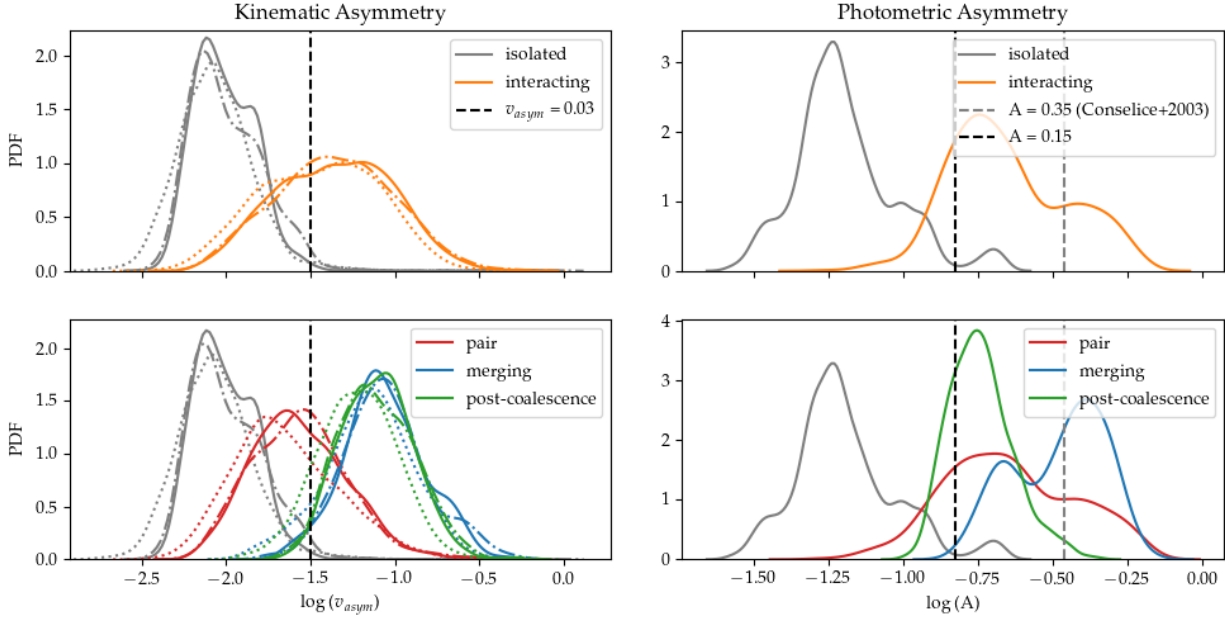 Kinematic Asymmetry
Photometric Asymmetry
PDF
2.0
1.5
1.0
0.5
0.0
isolated
interacting
v_asym = 0.03
3
2
1
0
isolated
interacting
A = 0.35 (Conselice+2003)
A = 0.15
PDF
2.0
1.5
1.0
0.5
0.0
pair
merging
post-coalescence
−2.5
−2.0
−1.5
−1.0
−0.5
0.0
log (v_asym)
4
3
2
1
0
pair
merging
post-coalescence
−1.50
−1.25
−1.00
−0.75
−0.50
−0.25
0.00
log (A)